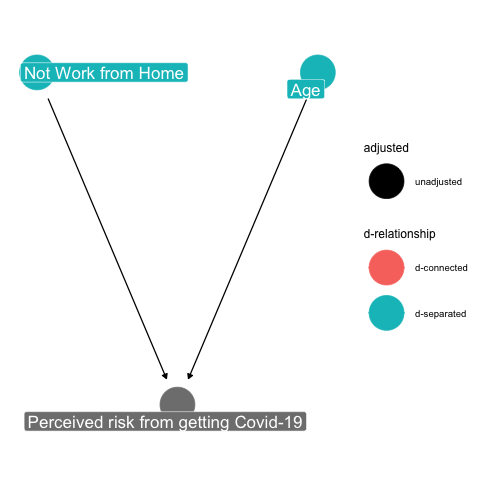 Not Work from Home
Age
adjusted
unadjusted
d-relationship
d-connected
d-separated
Perceived risk from getting Covid-19